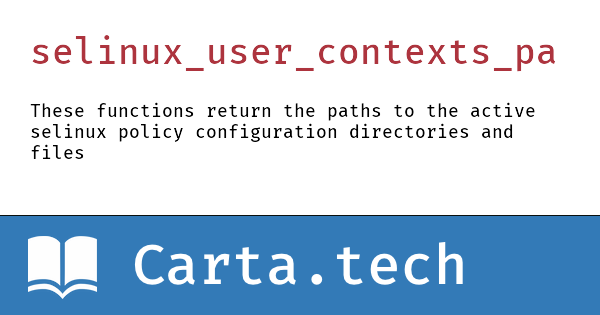 selinux_user_contexts_pa
These functions return the paths to the active
selinux policy configuration directories and
files
Carta.tech